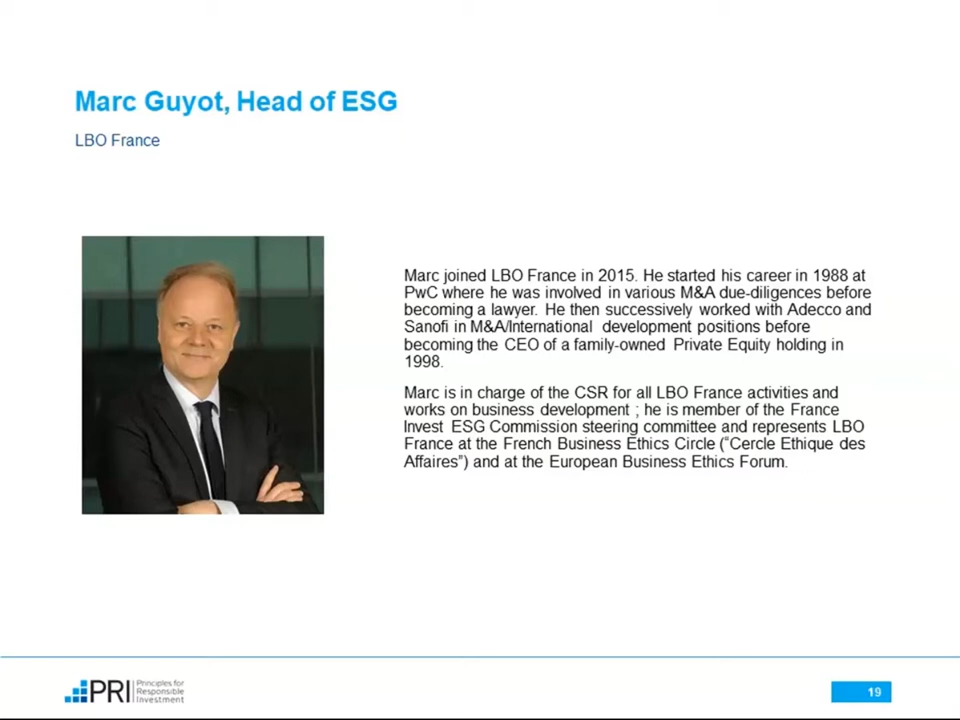 Marc Guyot, Head of ESG
LBO France
Marc joined LBO France in 2015. He started his career in 1988 at
PwC where he was involved in various M&A due-diligences before
becoming a lawyer. He then successively worked with Adecco and
Sanofi in M&A/International development positions before
becoming the CEO of a family-owned Private Equity holding in
1998.
Marc is in charge of the CSR for all LBO France activities and
works on business development ; he is member of the France
Invest ESG Commission steering committee and represents LBO
France at the French Business Ethics Circle (“Cercle Ethique des
Affaires”) and at the European Business Ethics Forum.
PRI Principles for
Responsible
Investment
19